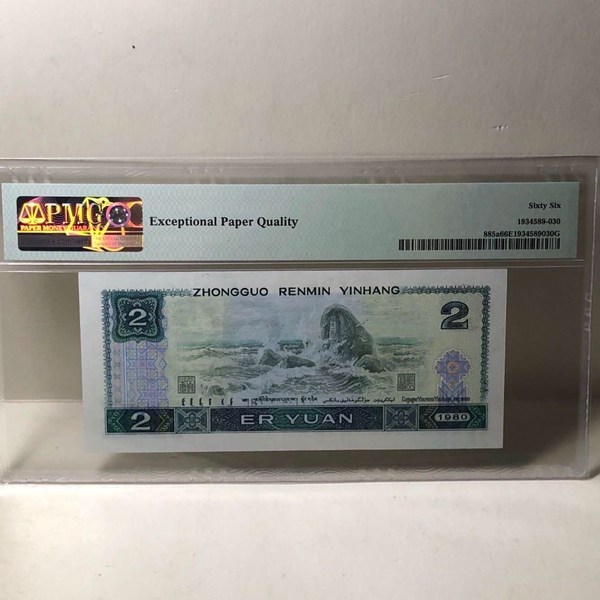 PMG
PAPER MONEY GUARANTY
Exceptional Paper Quality
Sixty Six
1934589-030
885a66E1934589030G
ZHONGGUO RENMIN YINHANG
2
2
2
ER YUAN
1980